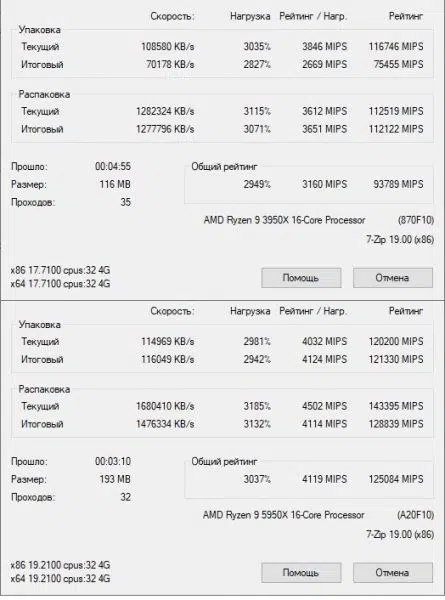 Скорость: Нагрузка Рейтинг / Нагр. Рейтинг
Упаковка
Текущий 108580 KB/s 3035% 3846 MIPS 116746 MIPS
Итоговый 70178 KB/s 2827% 2669 MIPS 75455 MIPS
Распаковка
Текущий 1282324 KB/s 3115% 3612 MIPS 112519 MIPS
Итоговый 1277796 KB/s 3071% 3651 MIPS 112122 MIPS
Прошло: 00:04:55 Общий рейтинг
Размер: 116 MB 2949% 3160 MIPS 93789 MIPS
Проходов: 35
AMD Ryzen 9 3950X 16-Core Processor (870F10)
7-Zip 19.00 (x86)
x86 17.7100 cpus:32 4G
x64 17.7100 cpus:32 4G
Помощь Отмена
Скорость: Нагрузка Рейтинг / Нагр. Рейтинг
Упаковка
Текущий 114969 KB/s 2981% 4032 MIPS 120200 MIPS
Итоговый 116049 KB/s 2942% 4124 MIPS 121330 MIPS
Распаковка
Текущий 1680410 KB/s 3185% 4502 MIPS 143395 MIPS
Итоговый 1476334 KB/s 3132% 4114 MIPS 128839 MIPS
Прошло: 00:03:10 Общий рейтинг
Размер: 193 MB 3037% 4119 MIPS 125084 MIPS
Проходов: 32
AMD Ryzen 9 5950X 16-Core Processor (A20F10)
7-Zip 19.00 (x86)
x86 19.2100 cpus:32 4G
x64 19.2100 cpus:32 4G
Помощь Отмена